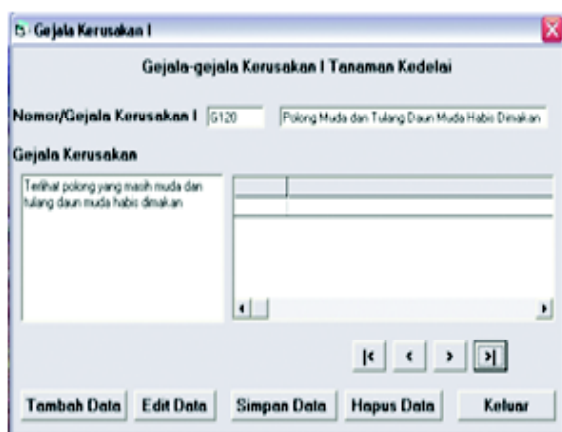 Gejala Kerusakan I
Gejala-gejala Kerusakan I Tanaman Kedelai
Nomor/Gejala Kerusakan I G120 Polong Muda dan Tulang Daun Muda Habis Dimakan
Gejala Kerusakan
Terlihat polong yang masih muda dan
tulang daun muda habis dimakan
|< < > >|
Tambah Data Edit Data Simpan Data Hapus Data Keluar